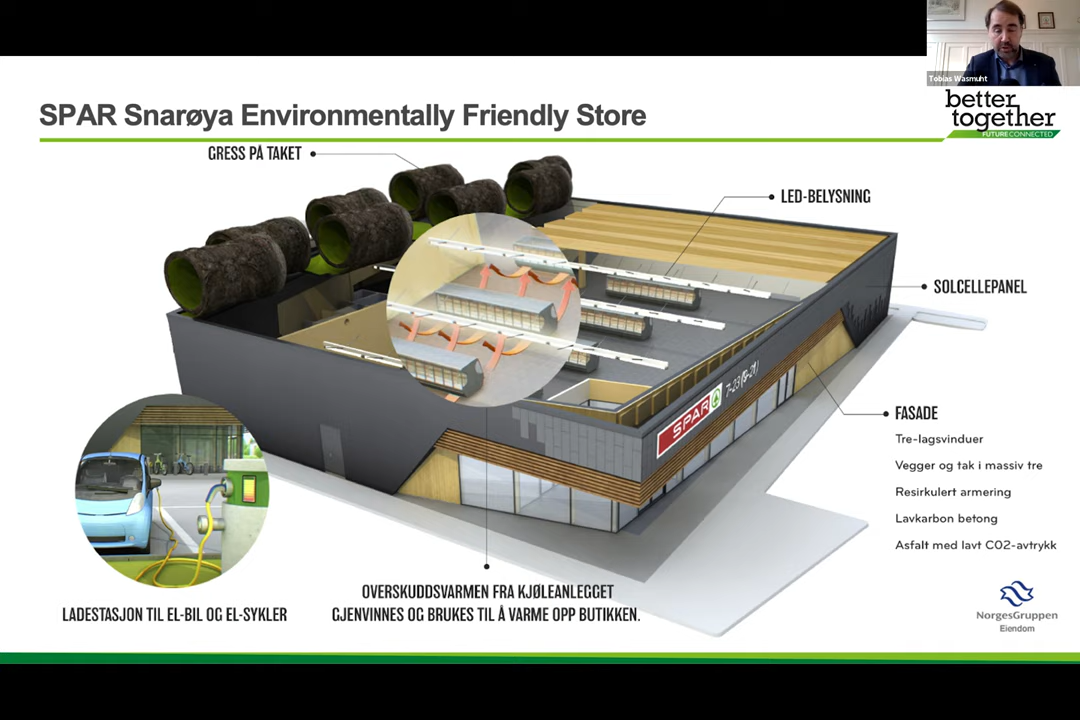 Tobias Wasmuht
SPAR Snarøya Environmentally Friendly Store
better
together
FUTURECONNECTED
GRESS PÅ TAKET
LED-BELYSNING
SOLCELLEPANEL
SPAR
FASADE
Tre-lagsvinduer
Vegger og tak i massiv tre
Resirkulert armering
Lavkarbon betong
Asfalt med lavt CO2-avtrykk
OVERSKUDDSVARMEN FRA KJØLEANLEGGET
GJENVINNES OG BRUKES TIL Å VARME OPP BUTIKKEN.
LADESTASJON TIL EL-BIL OG EL-SYKLER
NorgesGruppen
Eiendom